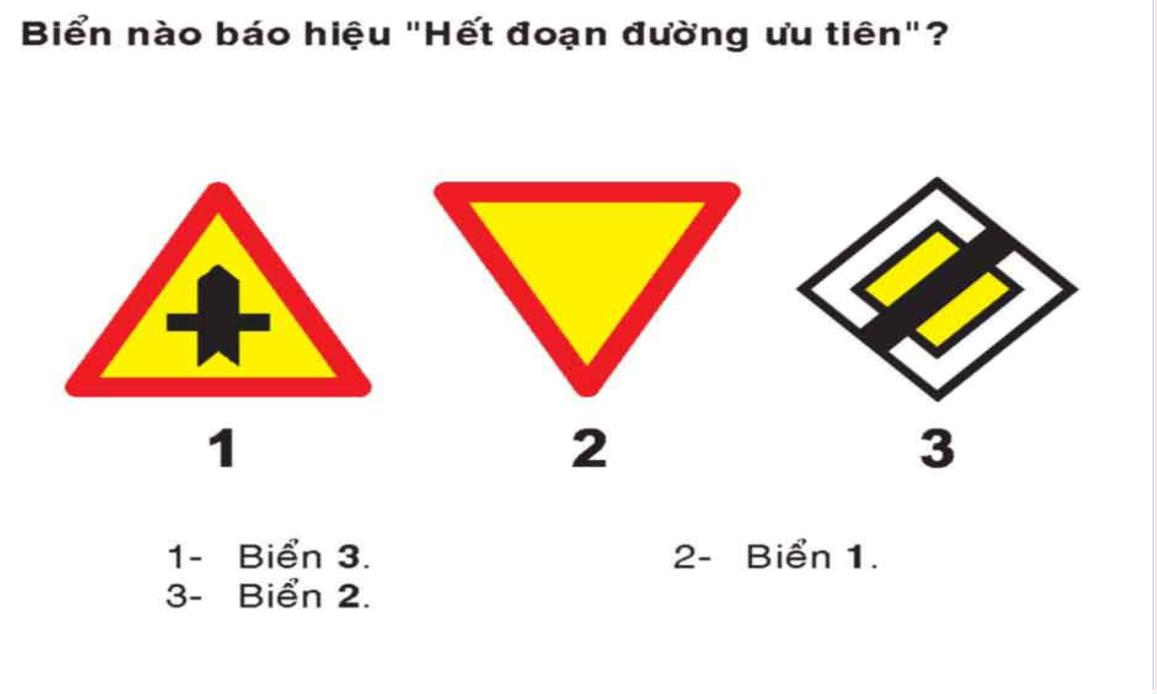 Biển nào báo hiệu "Hết đoạn đường ưu tiên"?
1 2 3
1- Biển 3. 2- Biển 1.
3- Biển 2.